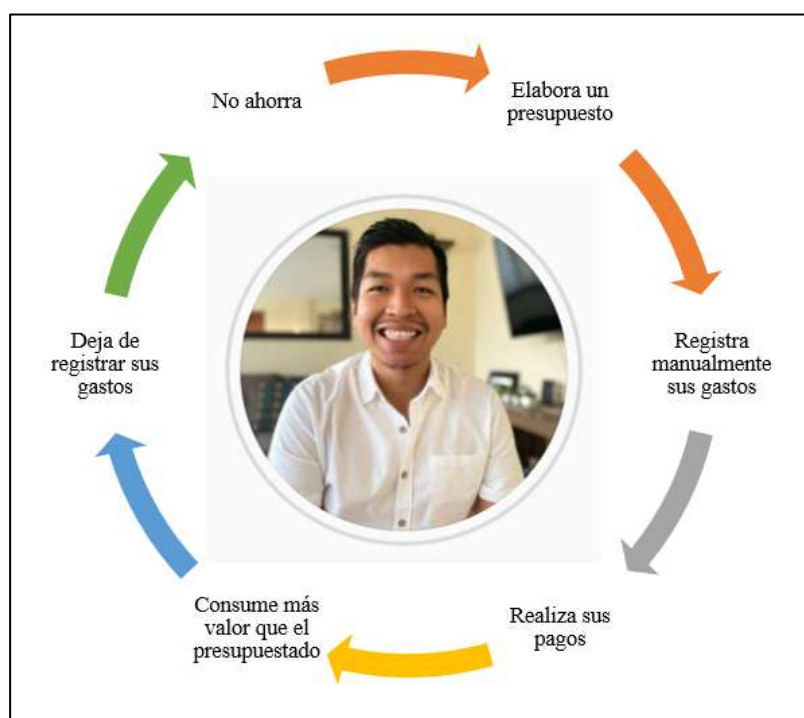 No ahorra
Elabora un
presupuesto
Registra
manualmente
sus gastos
Realiza sus
pagos
Consume más
valor que el
presupuestado
Deja de
registrar sus
gastos